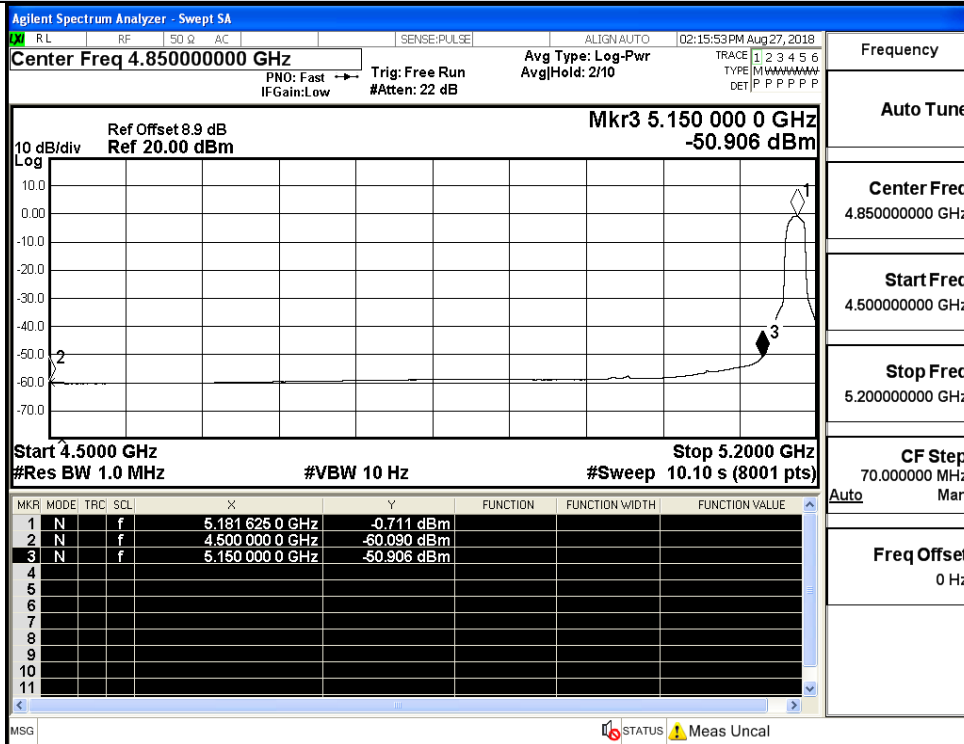 Agilent Spectrum Analyzer - Swept SA
LXI RL RF 50 Ω AC SENSE:PULSE ALIGN AUTO 02:15:53 PM Aug 27, 2018
Center Freq 4.850000000 GHz
PNO: Fast
IFGain:Low
Trig: Free Run
#Atten: 22 dB
Avg Type: Log-Pwr
Avg|Hold: 2/10
TRACE 1 2 3 4 5 6
TYPE M W W W W W
DET P P P P P P
Mkr3 5.150 000 0 GHz
-50.906 dBm
Ref Offset 8.9 dB
10 dB/div Ref 20.00 dBm
Log
10.0
0.00
-10.0
-20.0
-30.0
-40.0
-50.0
-60.0
-70.0
1
2
3
Start 4.5000 GHz Stop 5.2000 GHz
#Res BW 1.0 MHz #VBW 10 Hz #Sweep 10.10 s (8001 pts)
MKR MODE TRC SCL X Y FUNCTION FUNCTION WIDTH FUNCTION VALUE
1 N f 5.181 625 0 GHz -0.711 dBm
2 N f 4.500 000 0 GHz -60.090 dBm
3 N f 5.150 000 0 GHz -50.906 dBm
4
5
6
7
8
9
10
11
MSG STATUS Meas Uncal
Frequency
Auto Tune
Center Freq
4.850000000 GHz
Start Freq
4.500000000 GHz
Stop Freq
5.200000000 GHz
CF Step
70.000000 MHz
Auto Man
Freq Offset
0 Hz